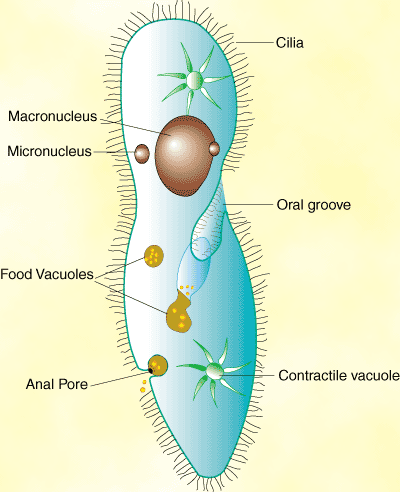 Cilia
Macronucleus
Micronucleus
Oral groove
Food Vacuoles
Contractile vacuole
Anal Pore